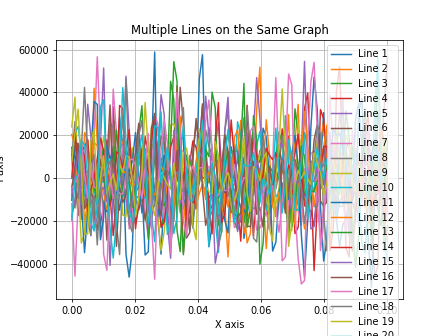 Multiple Lines on the Same Graph
60000
40000
20000
0
−20000
−40000
0.00
0.02
0.04
0.06
X axis
Line 1
Line 2
Line 3
Line 4
Line 5
Line 6
Line 7
Line 8
Line 9
Line 10
Line 11
Line 12
Line 13
Line 14
Line 15
Line 16
Line 17
Line 18
Line 19
Line 20